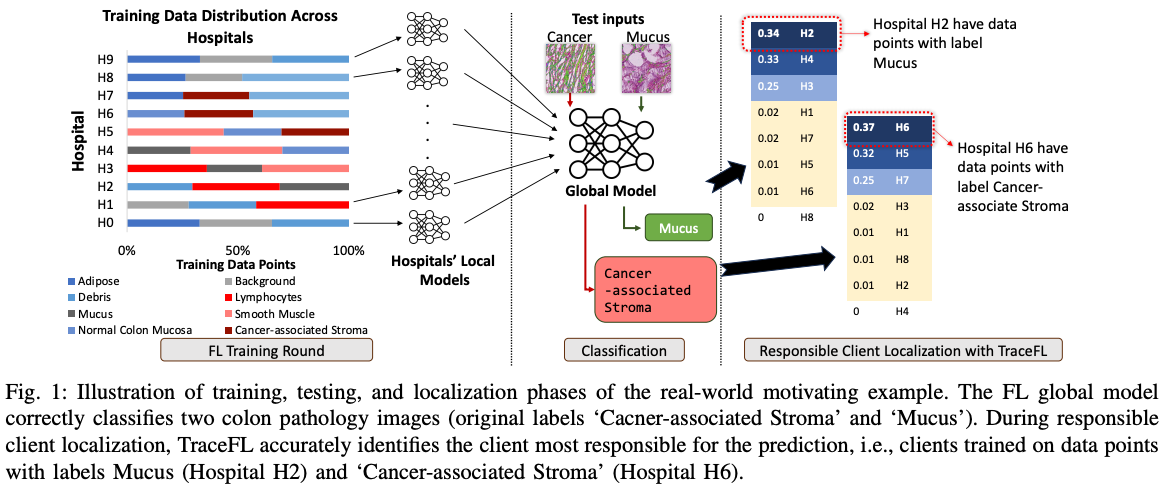 Training Data Distribution Across
Hospitals
Hospital
H9
H8
H7
H6
H5
H4
H3
H2
H1
H0
0%
50%
100%
Training Data Points
Adipose
Background
Debris
Lymphocytes
Mucus
Smooth Muscle
Normal Colon Mucosa
Cancer-associated Stroma
FL Training Round
Hospitals’ Local
Models
Test inputs
Cancer
Mucus
Global Model
Mucus
Cancer
-associated
Stroma
Classification
0.34 H2
0.33 H4
0.25 H3
0.02 H1
0.02 H7
0.01 H5
0.01 H6
0 H8
Hospital H2 have data
points with label
Mucus
0.37 H6
0.32 H5
0.25 H7
0.02 H3
0.01 H1
0.01 H8
0.01 H2
0 H4
Hospital H6 have
data points with
label Cancer-
associate Stroma
Responsible Client Localization with TraceFL
Fig. 1: Illustration of training, testing, and localization phases of the real-world motivating example. The FL global model
correctly classifies two colon pathology images (original labels ‘Cacner-associated Stroma’ and ‘Mucus’). During responsible
client localization, TraceFL accurately identifies the client most responsible for the prediction, i.e., clients trained on data points
with labels Mucus (Hospital H2) and ‘Cancer-associated Stroma’ (Hospital H6).